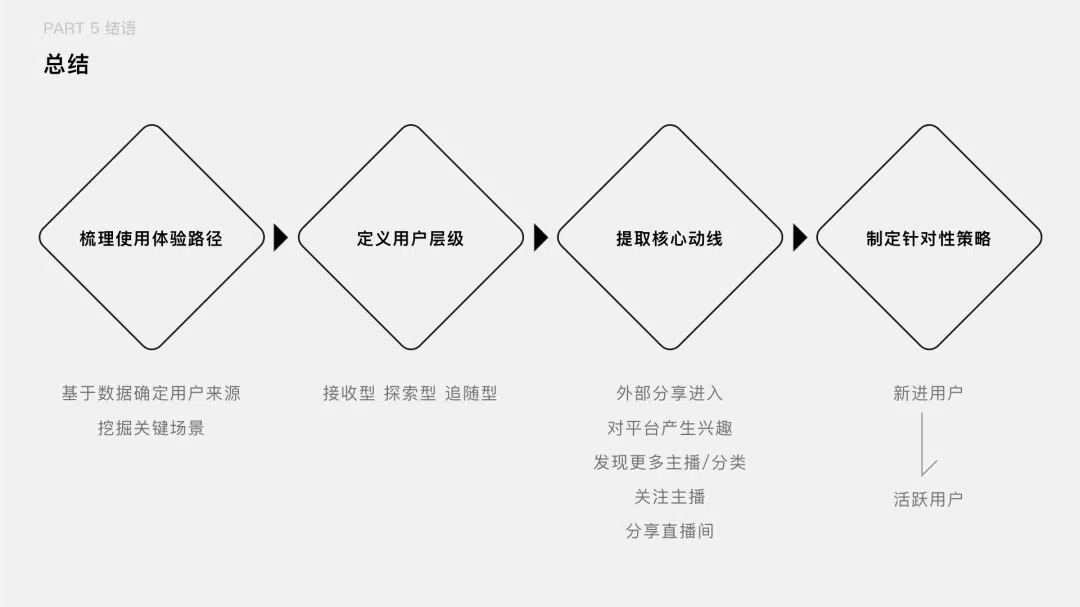 PART 5 结语
总结
梳理使用体验路径
定义用户层级
提取核心动线
制定针对性策略
基于数据确定用户来源
挖掘关键场景
接收型 探索型 追随型
外部分享进入
对平台产生兴趣
发现更多主播/分类
关注主播
分享直播间
新进用户
活跃用户